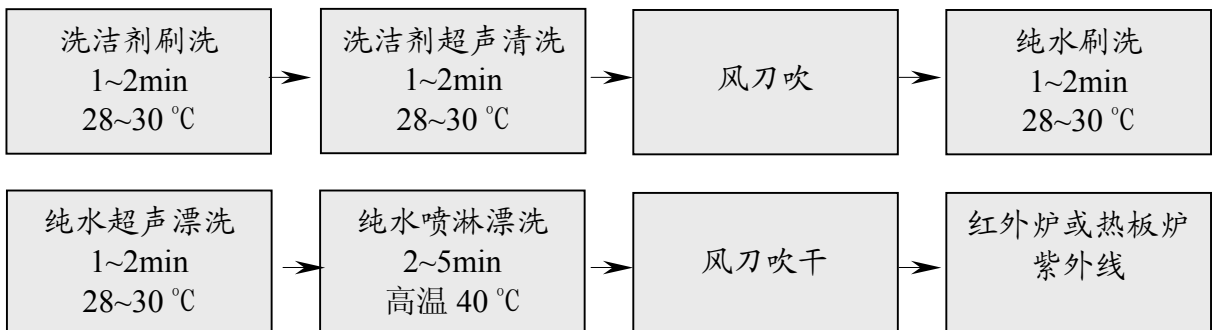 洗洁剂刷洗
1~2min
28~30 ℃
洗洁剂超声清洗
1~2min
28~30 ℃
风刀吹
纯水刷洗
1~2min
28~30 ℃
纯水超声漂洗
1~2min
28~30 ℃
纯水喷淋漂洗
2~5min
高温 40 ℃
风刀吹干
红外炉或热板炉
紫外线